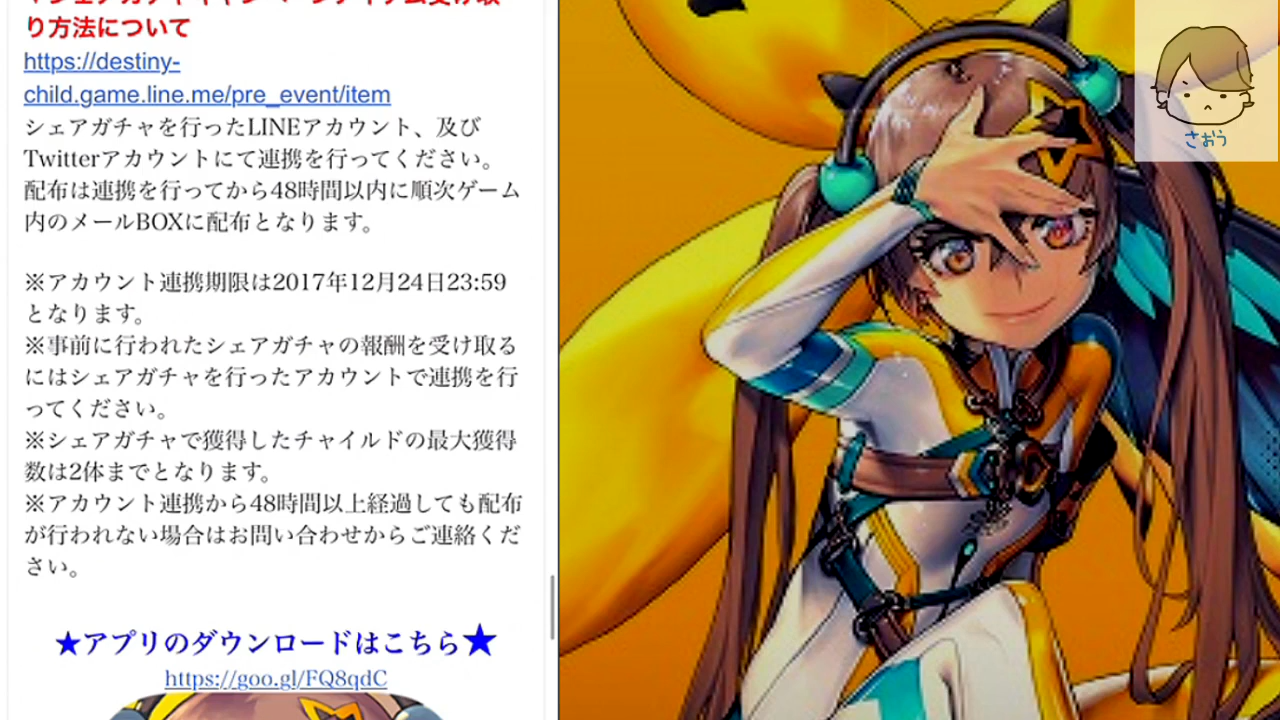 り方法について
https://destiny-
child.game.line.me/pre_event/item
シェアガチャを行ったLINEアカウント、及び
Twitterアカウントにて連携を行ってください。
配布は連携を行ってから48時間以内に順次ゲーム
内のメールBOXに配布となります。
※アカウント連携期限は2017年12月24日23:59
となります。
※事前に行われたシェアガチャの報酬を受け取る
にはシェアガチャを行ったアカウントで連携を行
ってください。
※シェアガチャで獲得したチャイルドの最大獲得
数は2体までとなります。
※アカウント連携から48時間以上経過しても配布
が行われない場合はお問い合わせからご連絡くだ
さい。
★アプリのダウンロードはこちら★
https://goo.gl/FQ8qdC
さおう